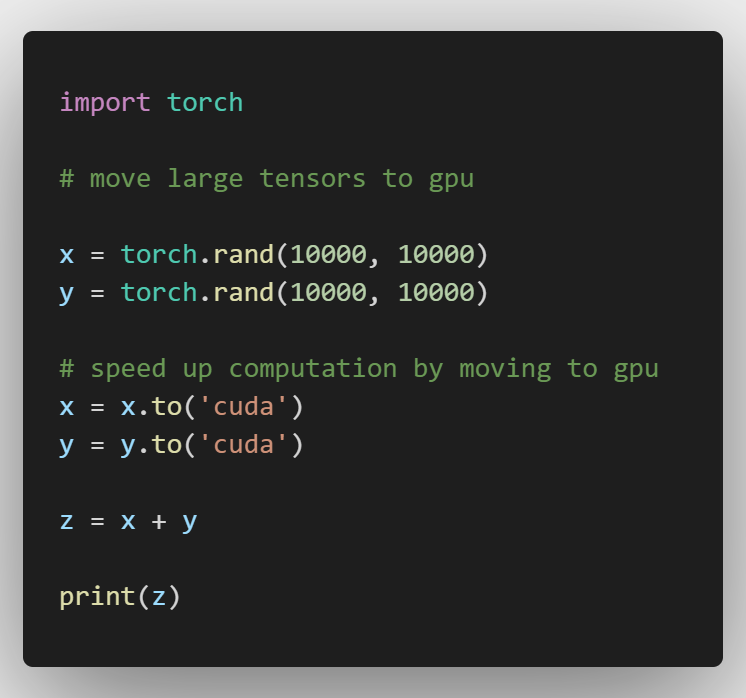 import torch
# move large tensors to gpu
x = torch.rand(10000, 10000)
y = torch.rand(10000, 10000)
# speed up computation by moving to gpu
x = x.to('cuda')
y = y.to('cuda')
z = x + y
print(z)